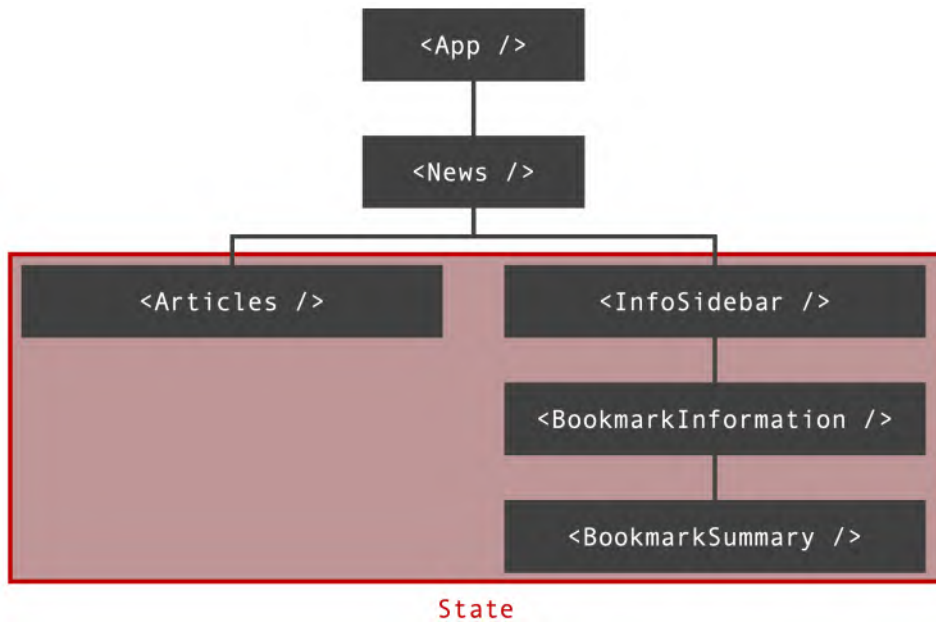 <App />
<News />
<Articles />
<InfoSidebar />
<BookmarkInformation />
<BookmarkSummary />
State